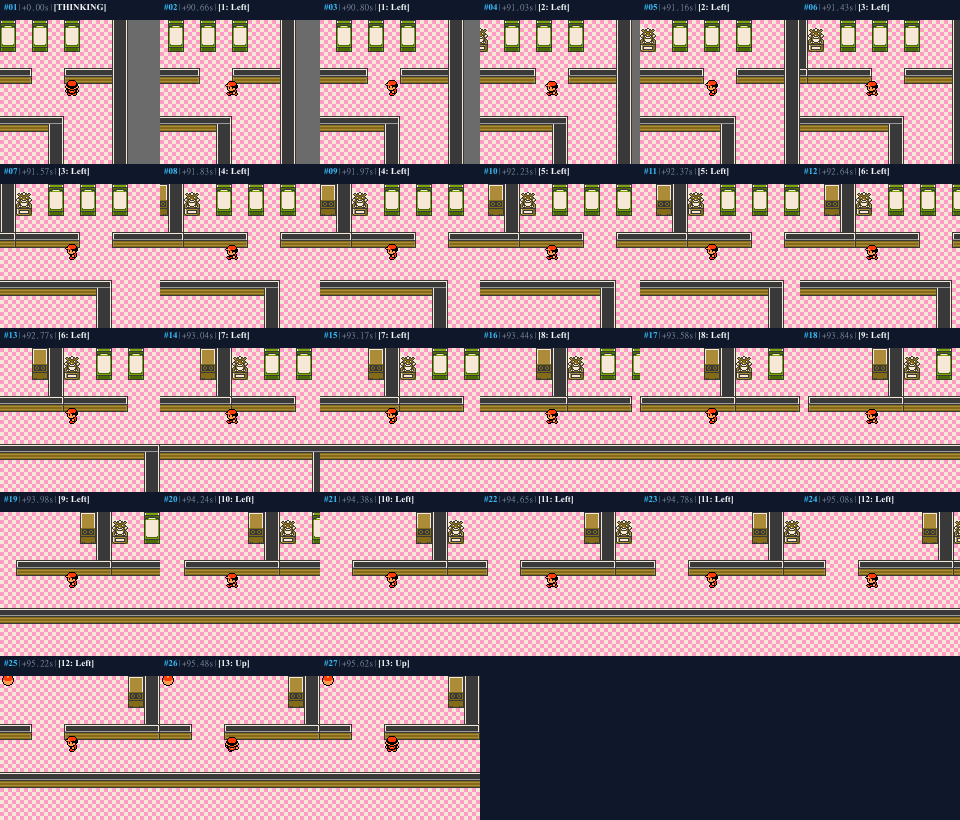 #01|+0.00s|[THINKING]
#02|+90.66s|[1: Left]
#03|+90.80s|[1: Left]
#04|+91.03s|[2: Left]
#05|+91.16s|[2: Left]
#06|+91.43s|[3: Left]
#07|+91.57s|[3: Left]
#08|+91.83s|[4: Left]
#09|+91.97s|[4: Left]
#10|+92.23s|[5: Left]
#11|+92.37s|[5: Left]
#12|+92.64s|[6: Left]
#13|+92.77s|[6: Left]
#14|+93.04s|[7: Left]
#15|+93.17s|[7: Left]
#16|+93.44s|[8: Left]
#17|+93.58s|[8: Left]
#18|+93.84s|[9: Left]
#19|+93.98s|[9: Left]
#20|+94.24s|[10: Left]
#21|+94.38s|[10: Left]
#22|+94.65s|[11: Left]
#23|+94.78s|[11: Left]
#24|+95.08s|[12: Left]
#25|+95.22s|[12: Left]
#26|+95.48s|[13: Up]
#27|+95.62s|[13: Up]